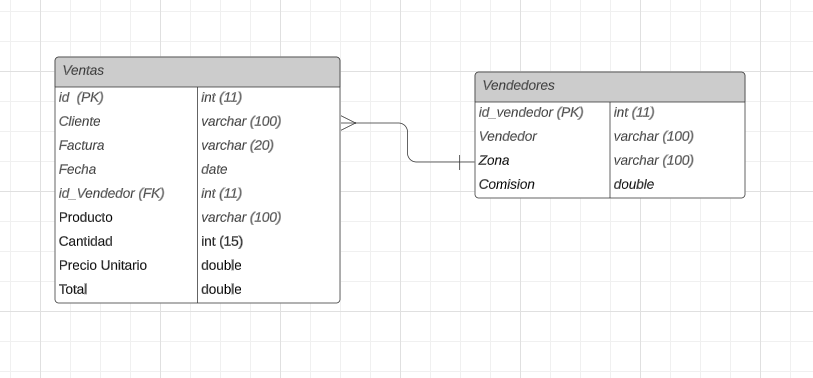 Ventas
id (PK) int (11)
Cliente varchar (100)
Factura varchar (20)
Fecha date
id_Vendedor (FK) int (11)
Producto varchar (100)
Cantidad int (15)
Precio Unitario double
Total double
Vendedores
id_vendedor (PK) int (11)
Vendedor varchar (100)
Zona varchar (100)
Comision double